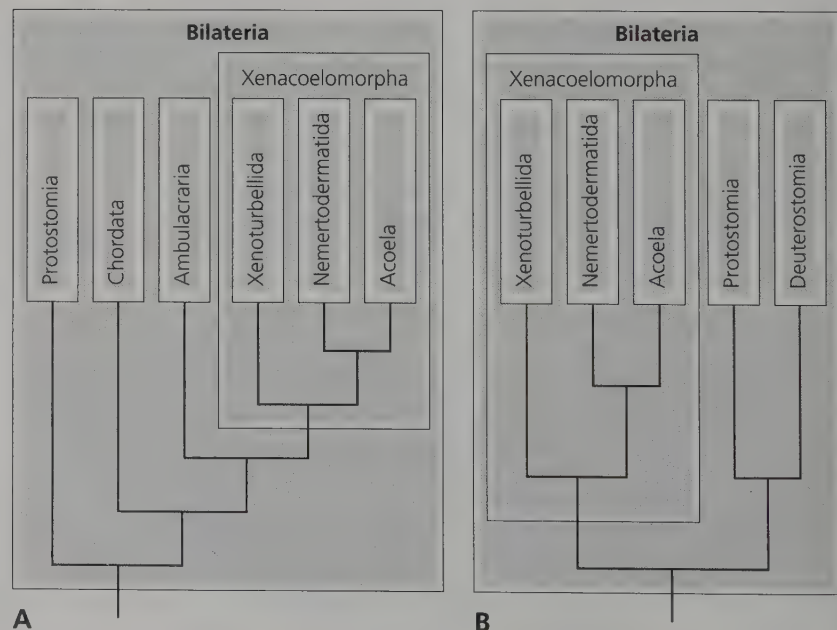 Bilateria
Xenacoelomorpha
Protostomia
Chordata
Ambulacraria
Xenoturbellida
Nemertodermatida
Acoela
A
Bilateria
Xenacoelomorpha
Xenoturbellida
Nemertodermatida
Acoela
Protostomia
Deuterostomia
B